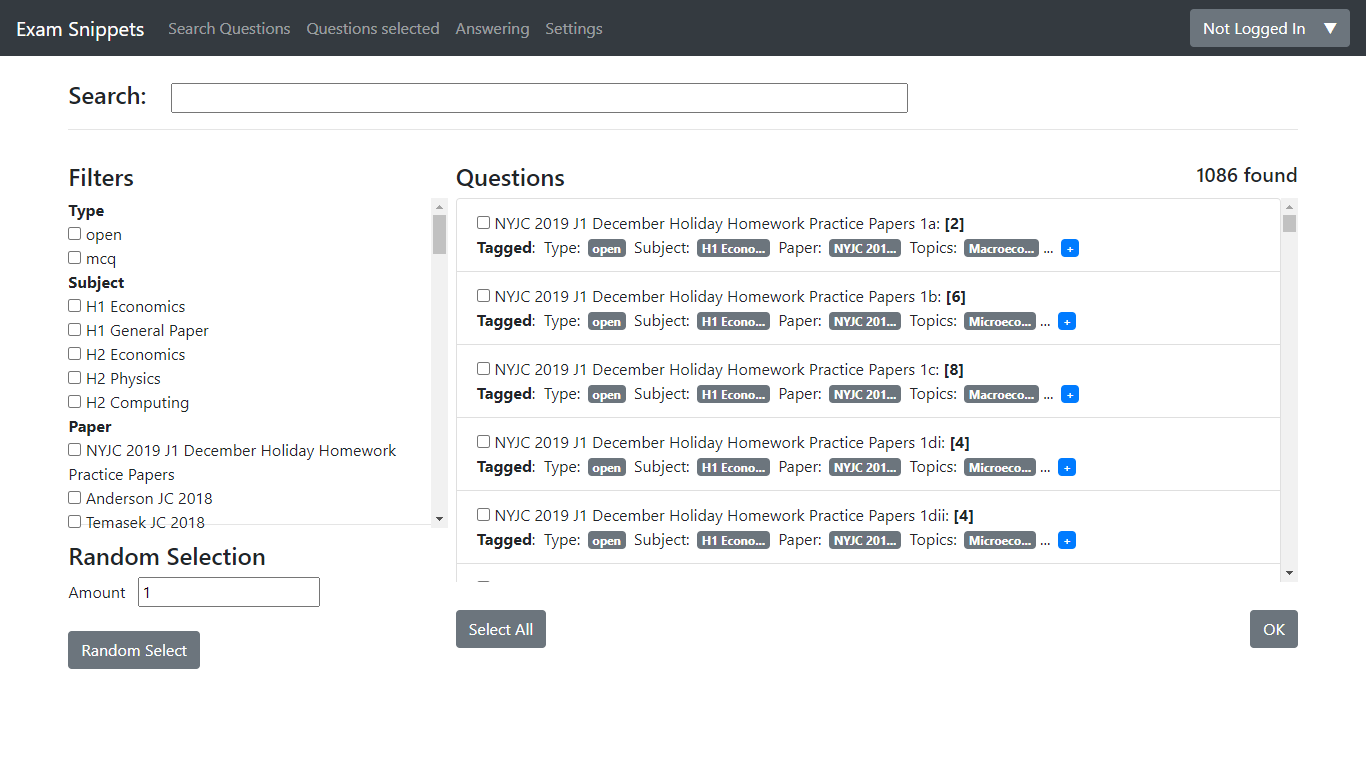 Exam Snippets Search Questions Questions selected Answering Settings Not Logged In ▼
Search:
Filters
Type
open
mcq
Subject
H1 Economics
H1 General Paper
H2 Economics
H2 Physics
H2 Computing
Paper
NYJC 2019 J1 December Holiday Homework
Practice Papers
Anderson JC 2018
Temasek JC 2018
Random Selection
Amount 1
Random Select
Questions 1086 found
NYJC 2019 J1 December Holiday Homework Practice Papers 1a: [2]
Tagged: Type: open Subject: H1 Econo... Paper: NYJC 201... Topics: Macroeco... ... +
NYJC 2019 J1 December Holiday Homework Practice Papers 1b: [6]
Tagged: Type: open Subject: H1 Econo... Paper: NYJC 201... Topics: Microeco... ... +
NYJC 2019 J1 December Holiday Homework Practice Papers 1c: [8]
Tagged: Type: open Subject: H1 Econo... Paper: NYJC 201... Topics: Macroeco... ... +
NYJC 2019 J1 December Holiday Homework Practice Papers 1di: [4]
Tagged: Type: open Subject: H1 Econo... Paper: NYJC 201... Topics: Microeco... ... +
NYJC 2019 J1 December Holiday Homework Practice Papers 1dii: [4]
Tagged: Type: open Subject: H1 Econo... Paper: NYJC 201... Topics: Microeco... ... +
Select All OK